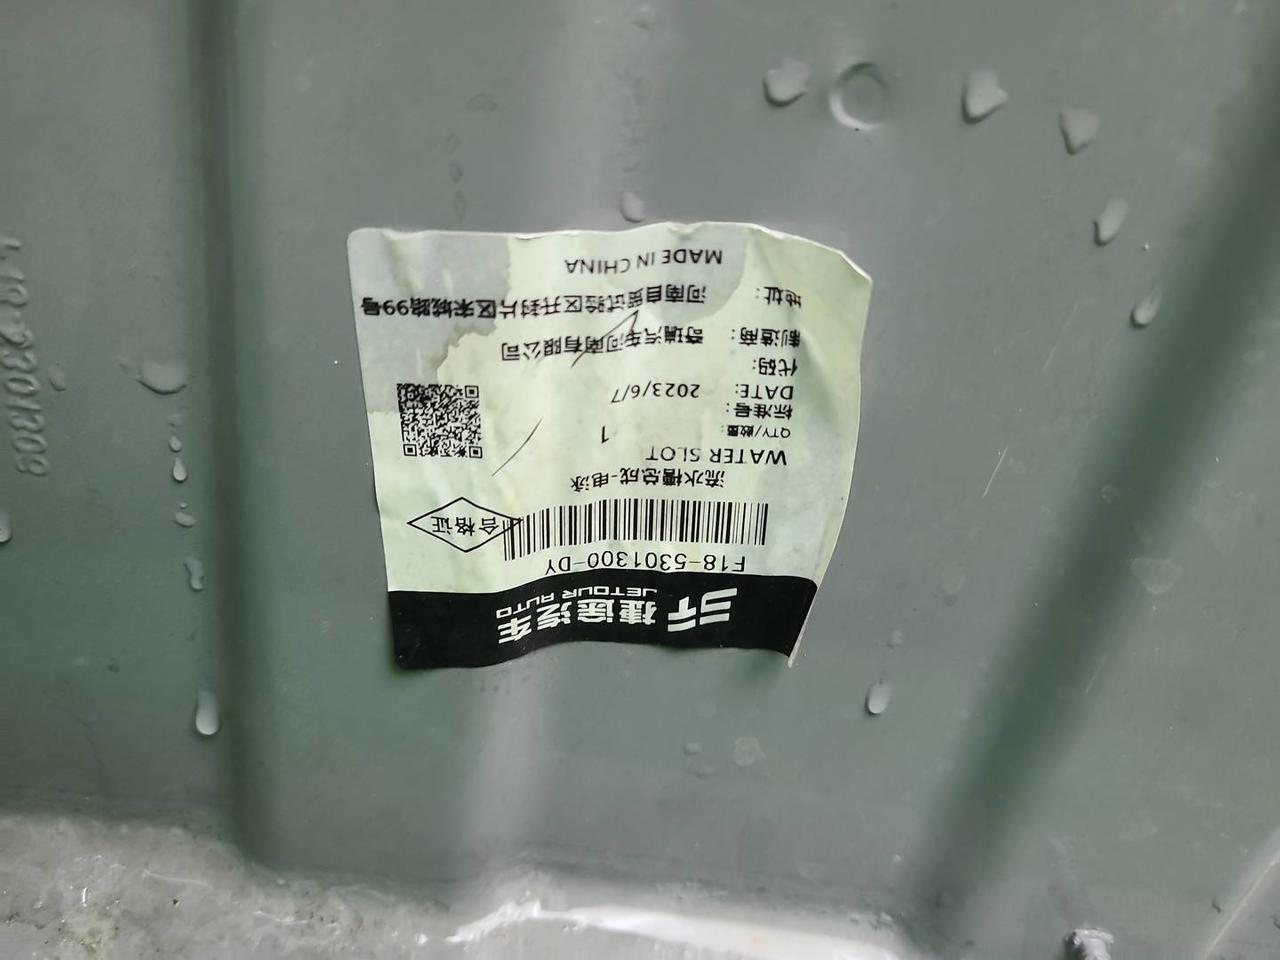 捷途汽车
JETOUR AUTO
F18-5301300-DY
合格证
流水槽总成-电泳
WATER SLOT
QTY/数量: 1
标准号:
DATE: 2023/6/7
代码:
制造商: 奇瑞汽车河南有限公司
地址: 河南自贸试验区开封片区宋城路99号
MADE IN CHINA